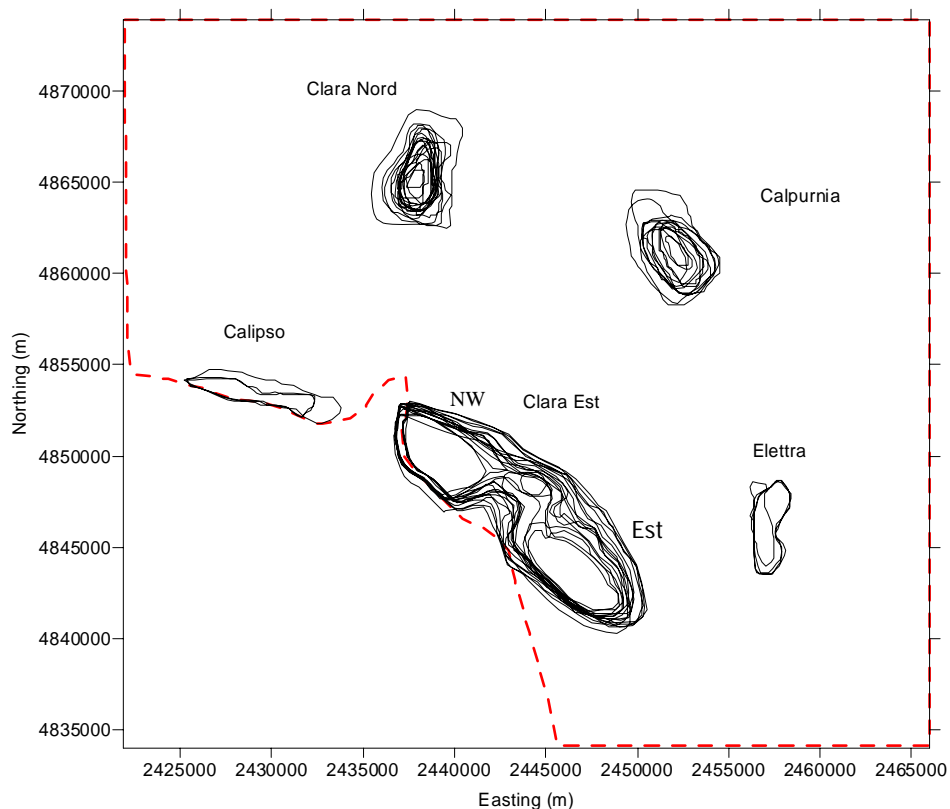 4870000
Clara Nord
4865000
Calpurnia
4860000
Calipso
4855000
NW
Clara Est
4850000
Elettra
4845000
Est
4840000
4835000
Northing (m)
2425000 2430000 2435000 2440000 2445000 2450000 2455000 2460000 2465000
Easting (m)